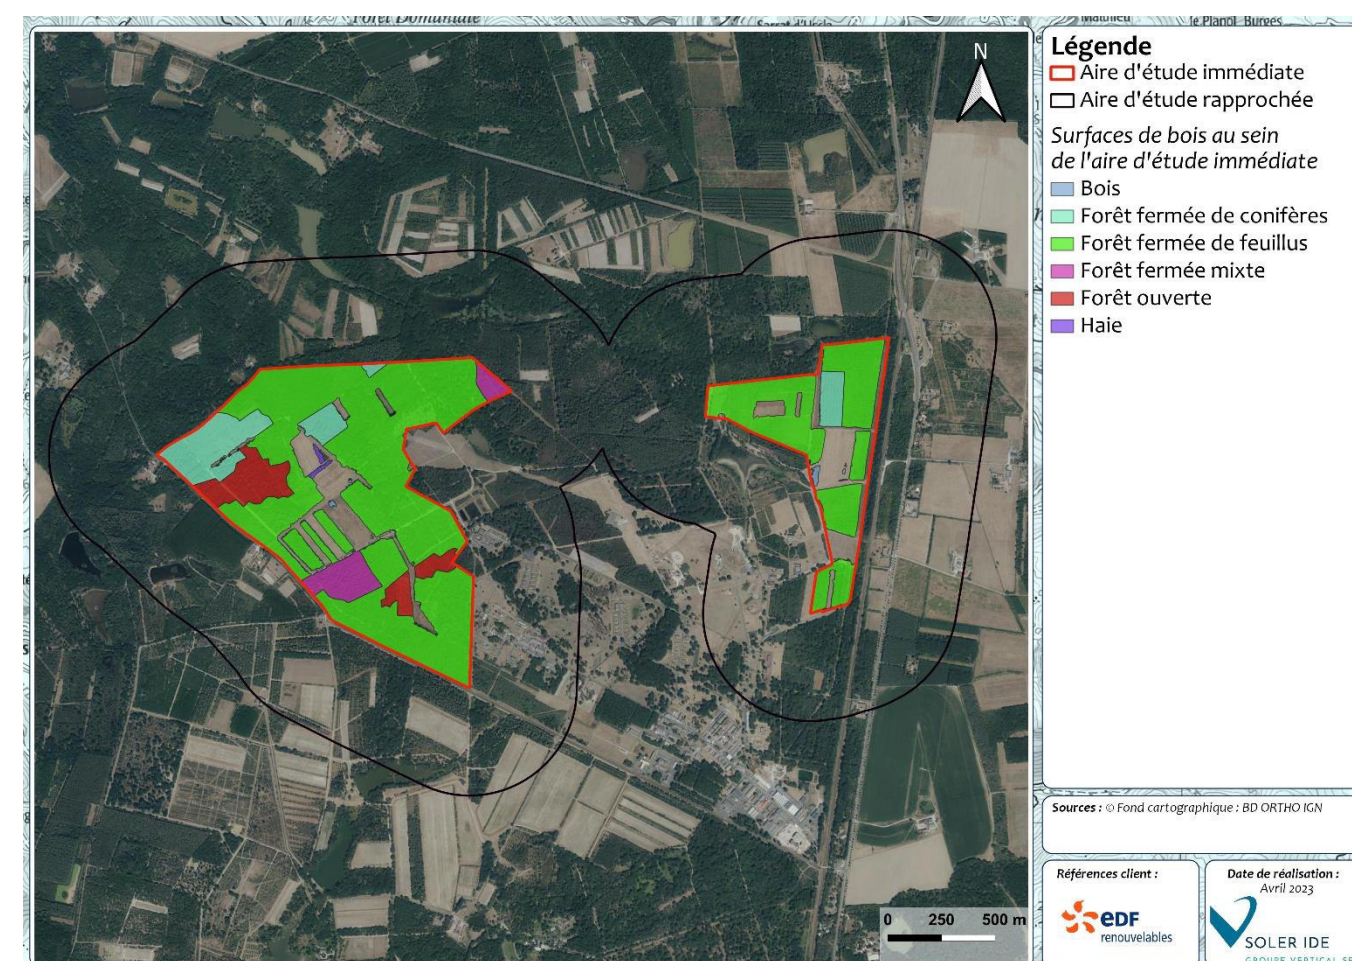 Forêt Domaniale
le Planol Burges
Légende
Aire d'étude immédiate
Aire d'étude rapprochée
Surfaces de bois au sein
de l'aire d'étude immédiate
Bois
Forêt fermée de conifères
Forêt fermée de feuillus
Forêt fermée mixte
Forêt ouverte
Haie
N
0 250 500 m
Sources : © Fond cartographique : BD ORTHO IGN
Références client :
eDF
renouvelables
Date de réalisation :
Avril 2023
SOLER IDE